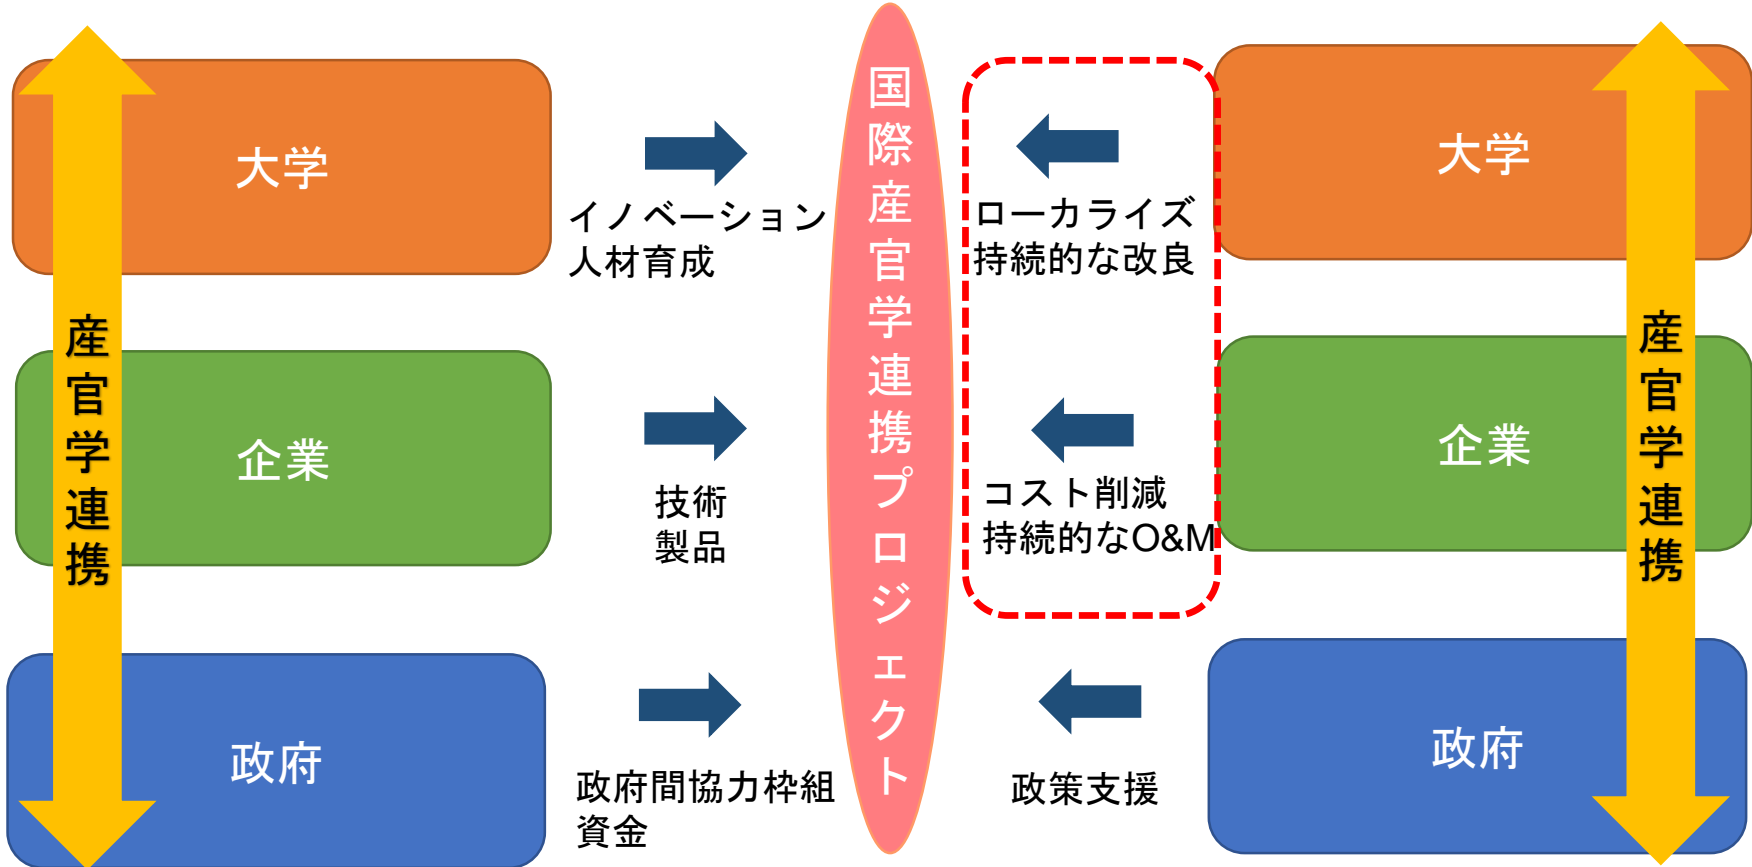 産官学連携
大学
イノベーション
人材育成
企業
技術
製品
政府
政府間協力枠組
資金
国際産官学連携プロジェクト
ローカライズ
持続的な改良
コスト削減
持続的なO&M
政策支援
大学
企業
政府
産官学連携